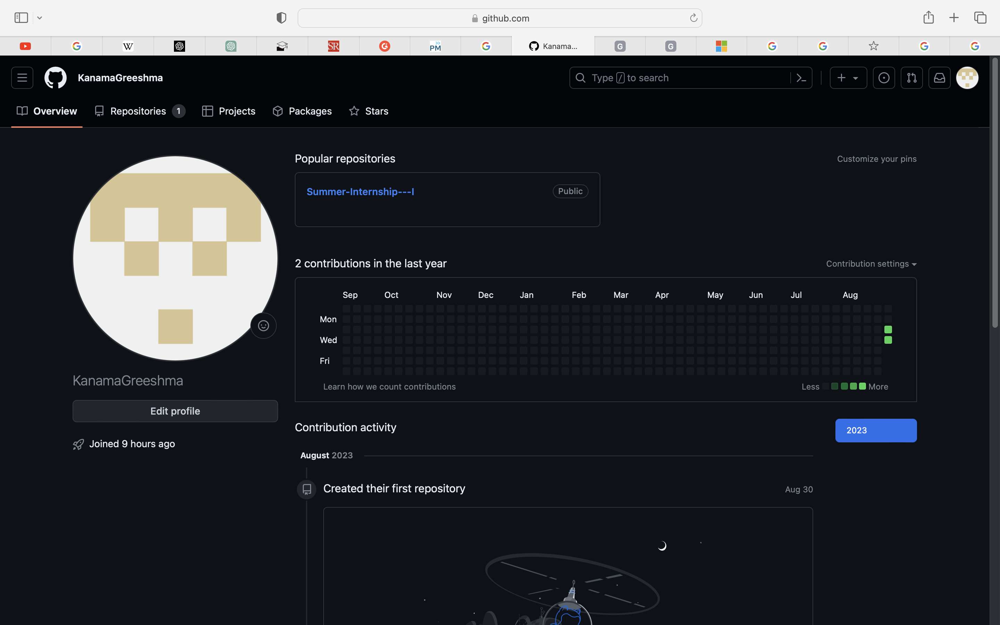 github.com
W
SR
PM
Kanama...
G
G
KanamaGreeshma
Type / to search
Overview
Repositories 1
Projects
Packages
Stars
Popular repositories
Customize your pins
Summer-Internship---I
Public
2 contributions in the last year
Contribution settings
Sep Oct Nov Dec Jan Feb Mar Apr May Jun Jul Aug
Mon
Wed
Fri
Learn how we count contributions
Less More
KanamaGreeshma
Edit profile
Joined 9 hours ago
Contribution activity
2023
August 2023
Created their first repository
Aug 30